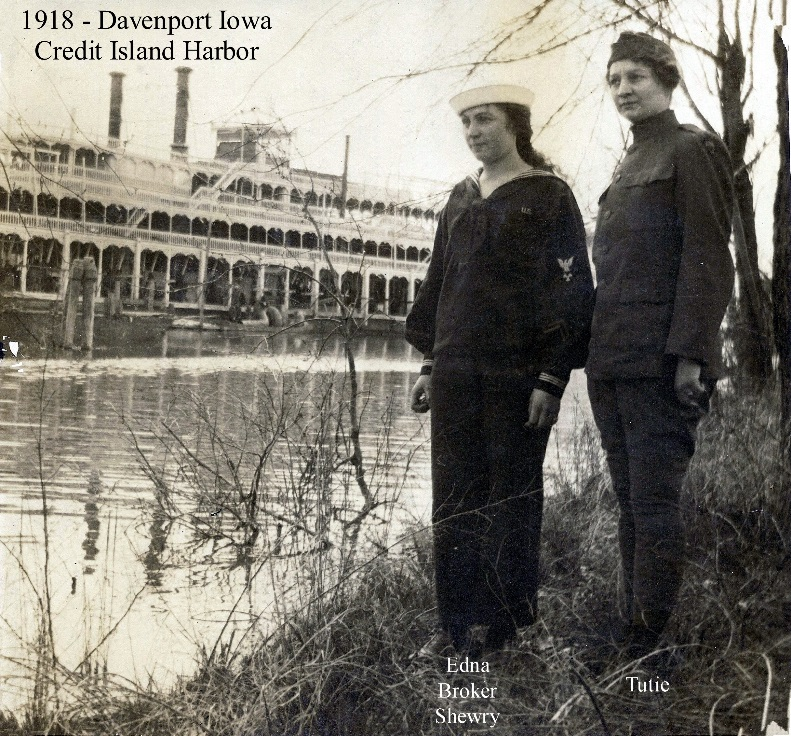 1918 - Davenport Iowa
Credit Island Harbor
U.S.
Edna
Broker
Shewry
Tutie